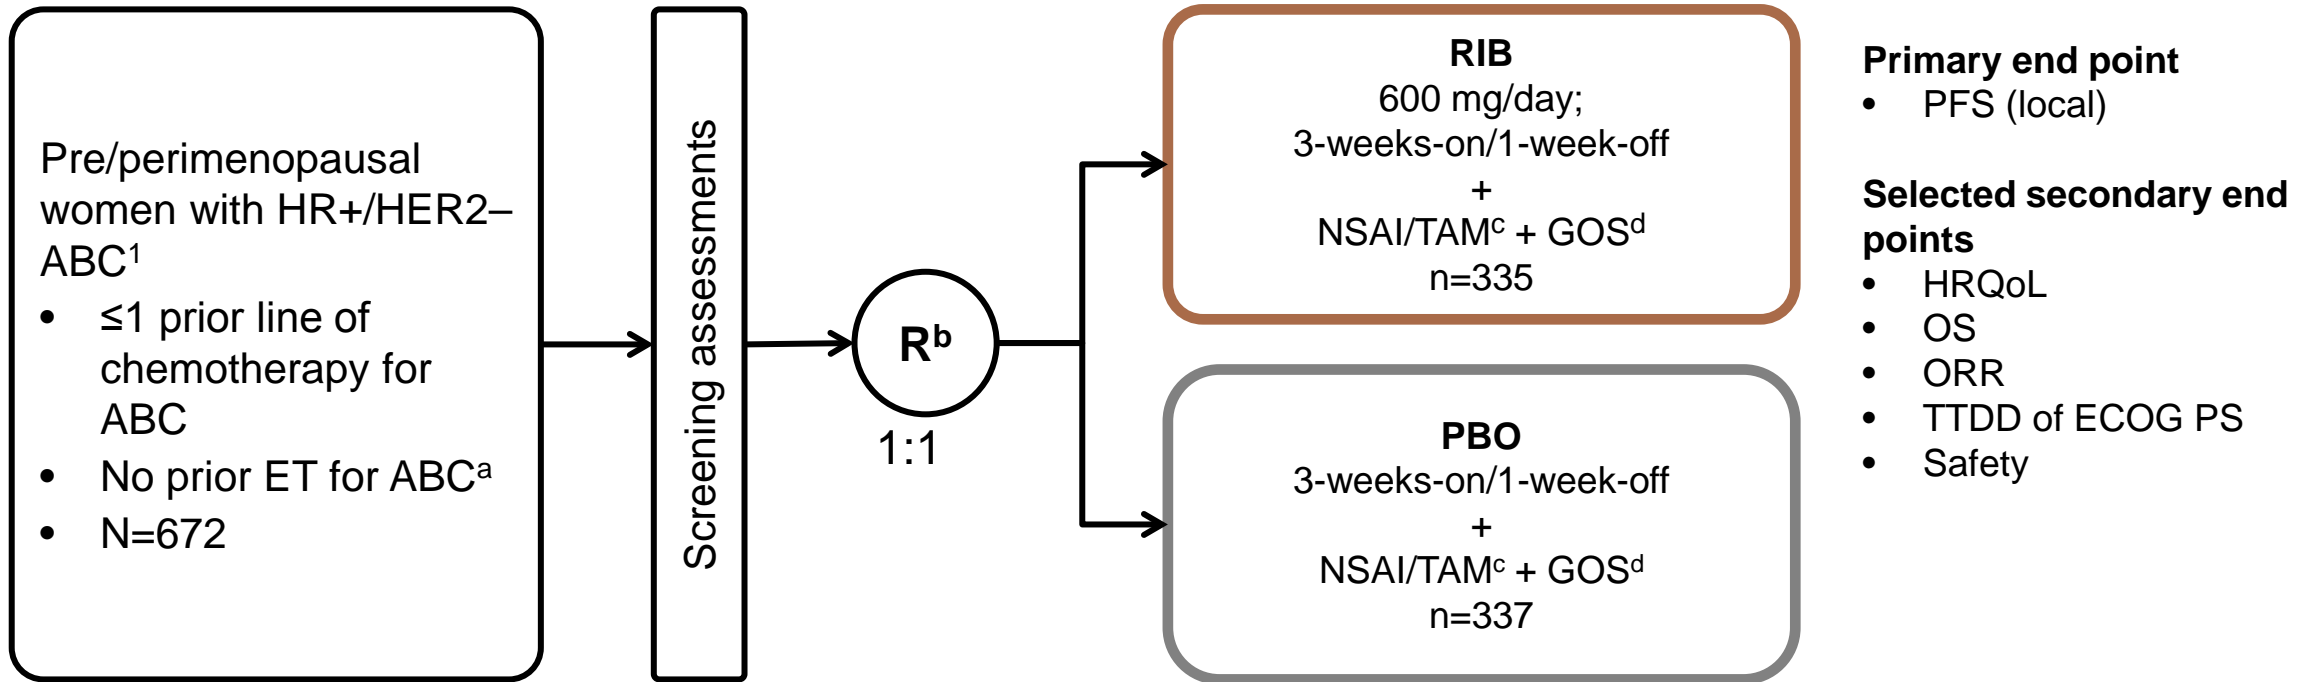 Pre/perimenopausal
women with HR+/HER2–
ABC¹
• ≤1 prior line of
chemotherapy for
ABC
• No prior ET for ABCᵃ
• N=672
Screening assessments
Rᵇ
1:1
RIB
600 mg/day;
3-weeks-on/1-week-off
+
NSAI/TAMᶜ + GOSᵈ
n=335
PBO
3-weeks-on/1-week-off
+
NSAI/TAMᶜ + GOSᵈ
n=337
Primary end point
• PFS (local)
Selected secondary end
points
• HRQoL
• OS
• ORR
• TTDD of ECOG PS
• Safety